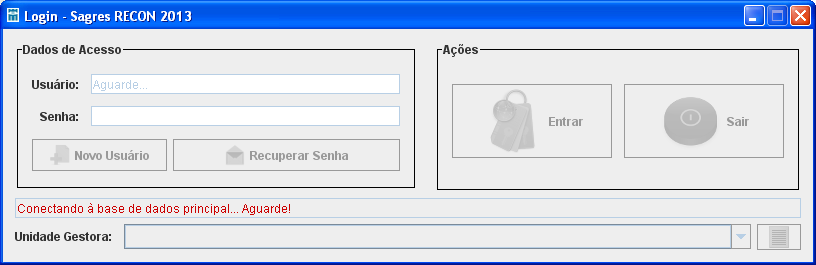 Login - Sagres RECON 2013
Dados de Acesso
Usuário: Aguarde...
Senha:
Novo Usuário Recuperar Senha
Ações
Entrar Sair
Conectando à base de dados principal... Aguarde!
Unidade Gestora: